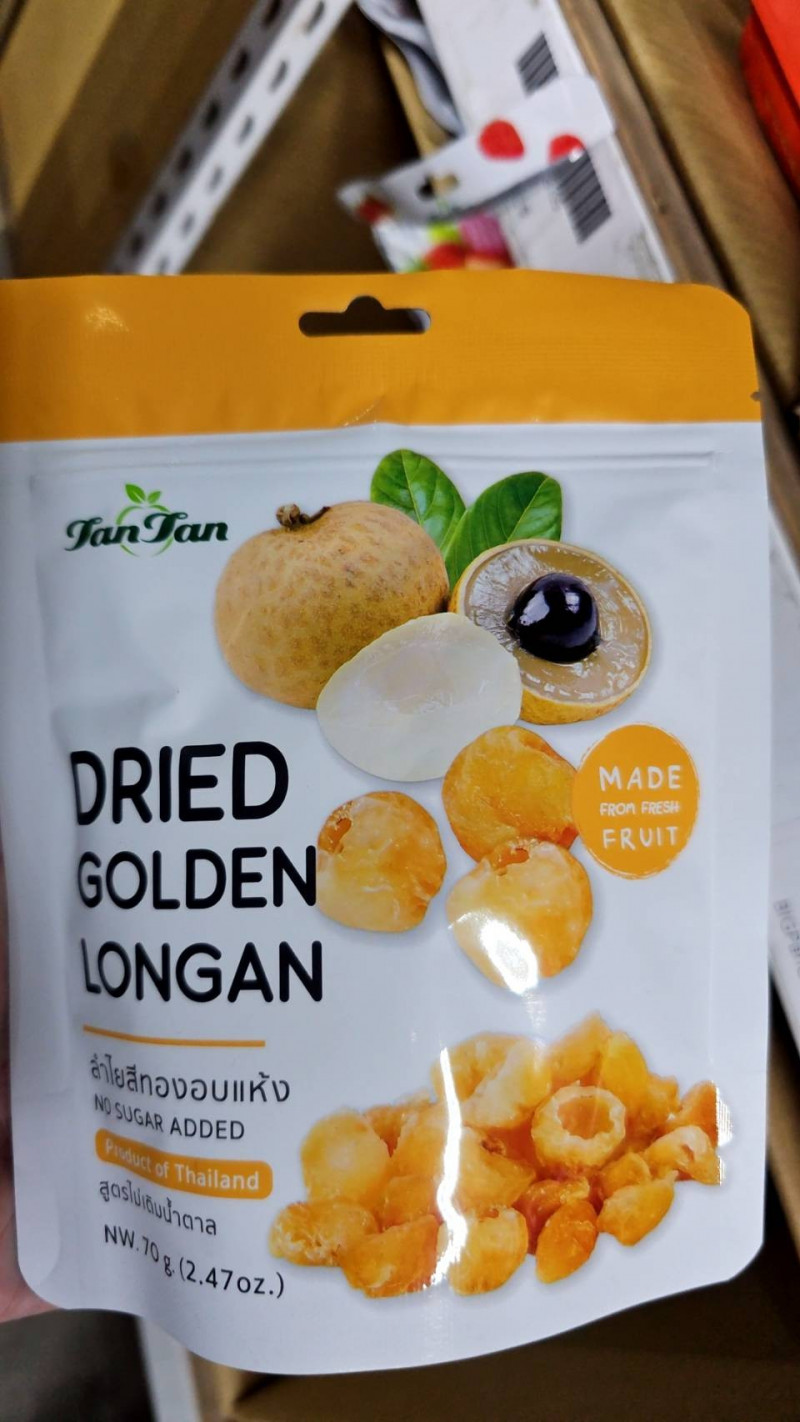 TanTan
DRIED
GOLDEN
LONGAN
MADE
FROM FRESH
FRUIT
ลำไยสีทองอบแห้ง
NO SUGAR ADDED
Product of Thailand
สูตรไม่เติมน้ำตาล
NW. 70 g. (2.47oz.)